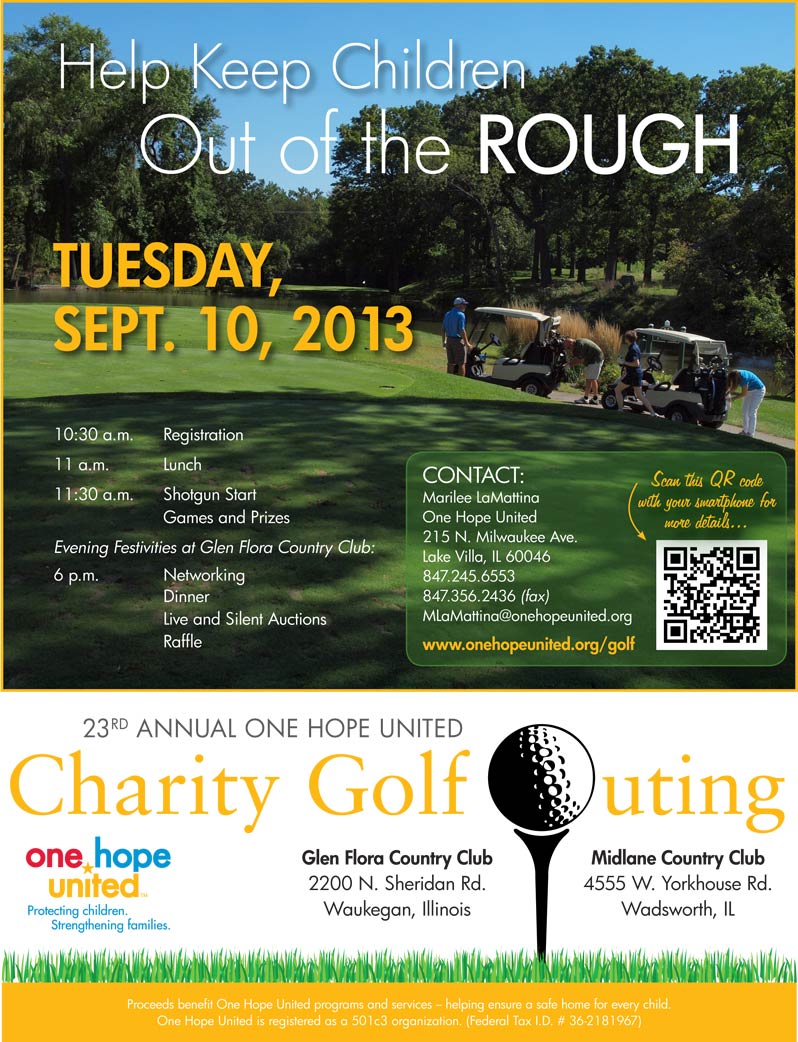 Help Keep Children
Out of the ROUGH
TUESDAY,
SEPT. 10, 2013
10:30 a.m. Registration
11 a.m. Lunch
11:30 a.m. Shotgun Start
Games and Prizes
Evening Festivities at Glen Flora Country Club:
6 p.m. Networking
Dinner
Live and Silent Auctions
Raffle
CONTACT:
Marilee LaMattina
One Hope United
215 N. Milwaukee Ave.
Lake Villa, IL 60046
847.245.6553
847.356.2436 (fax)
MLaMattina@onehopeunited.org
www.onehopeunited.org/golf
Scan this QR code
with your smartphone for
more details...
23RD ANNUAL ONE HOPE UNITED
Charity Golf Outing
one hope
united™
Protecting children.
Strengthening families.
Glen Flora Country Club
2200 N. Sheridan Rd.
Waukegan, Illinois
Midlane Country Club
4555 W. Yorkhouse Rd.
Wadsworth, IL
Proceeds benefit One Hope United programs and services – helping ensure a safe home for every child.
One Hope United is registered as a 501c3 organization. (Federal Tax I.D. # 36-2181967)